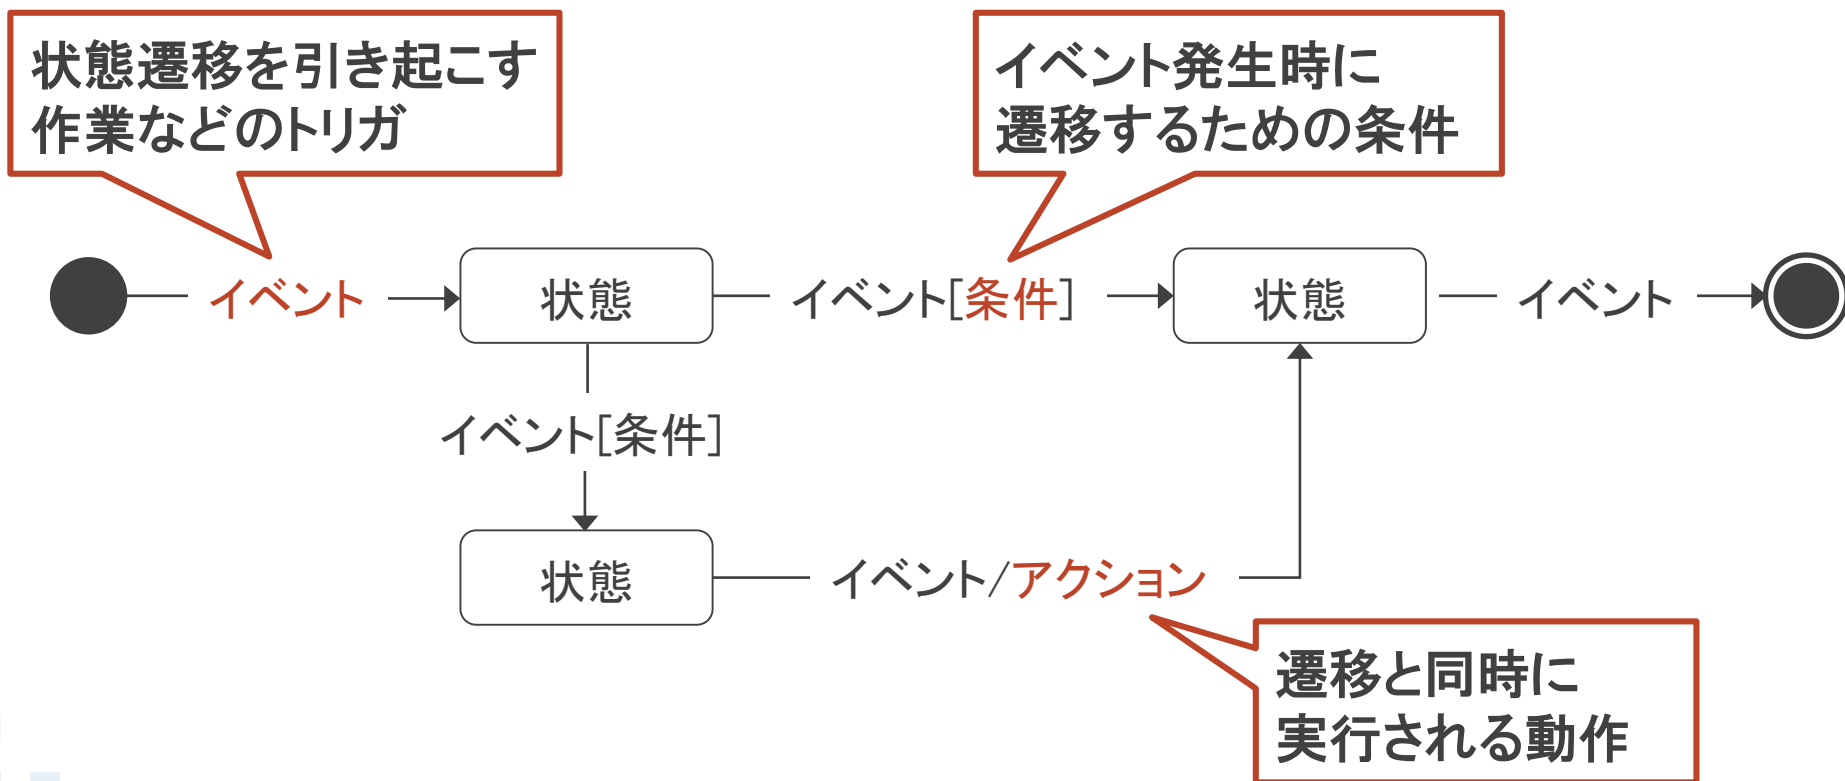 状態遷移を引き起こす
作業などのトリガ
イベント発生時に
遷移するための条件
イベント
状態
イベント[条件]
状態
イベント
イベント[条件]
状態
イベント/アクション
遷移と同時に
実行される動作